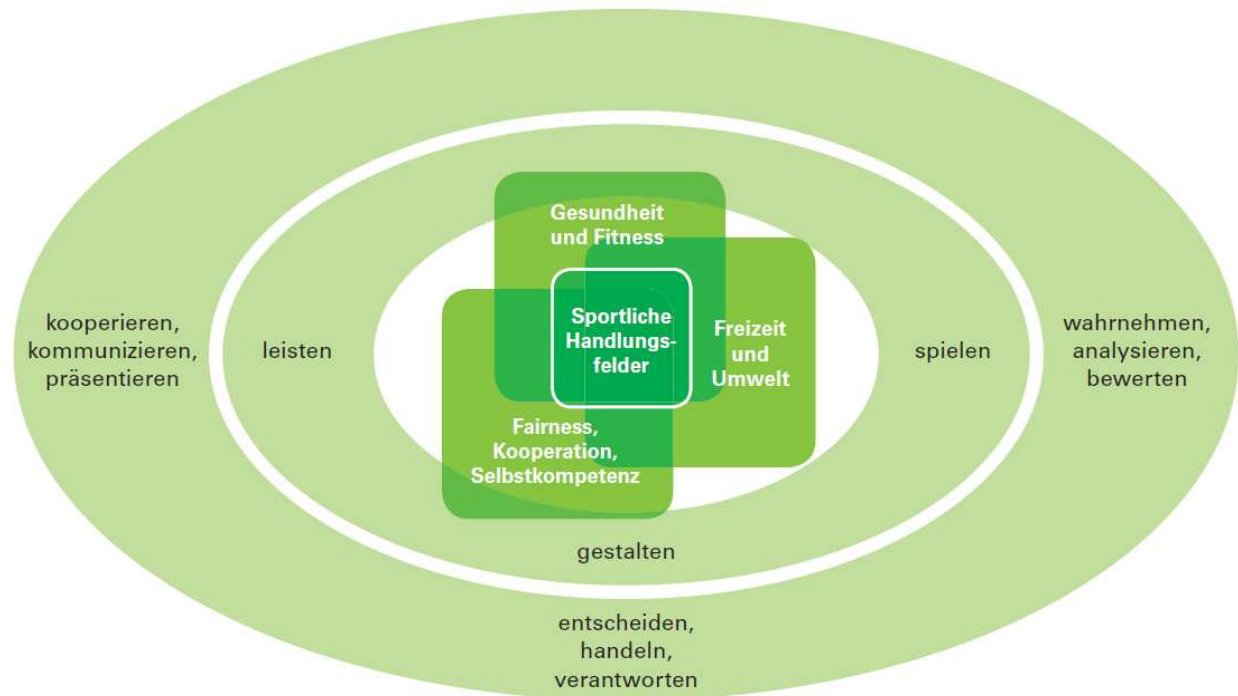 Gesundheit
und Fitness
Sportliche
Handlungs-
felder
Freizeit
und
Umwelt
Fairness,
Kooperation,
Selbstkompetenz
leisten
spielen
gestalten
kooperieren,
kommunizieren,
präsentieren
wahrnehmen,
analysieren,
bewerten
entscheiden,
handeln,
verantworten